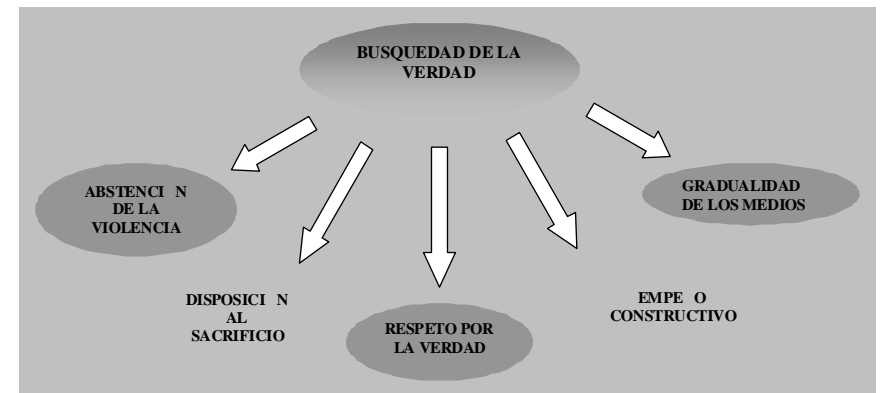 BUSQUEDAD DE LA
VERDAD
ABSTENCI N
DE LA
VIOLENCIA
GRADUALIDAD
DE LOS MEDIOS
DISPOSICI N
AL
SACRIFICIO
RESPETO POR
LA VERDAD
EMPE O
CONSTRUCTIVO